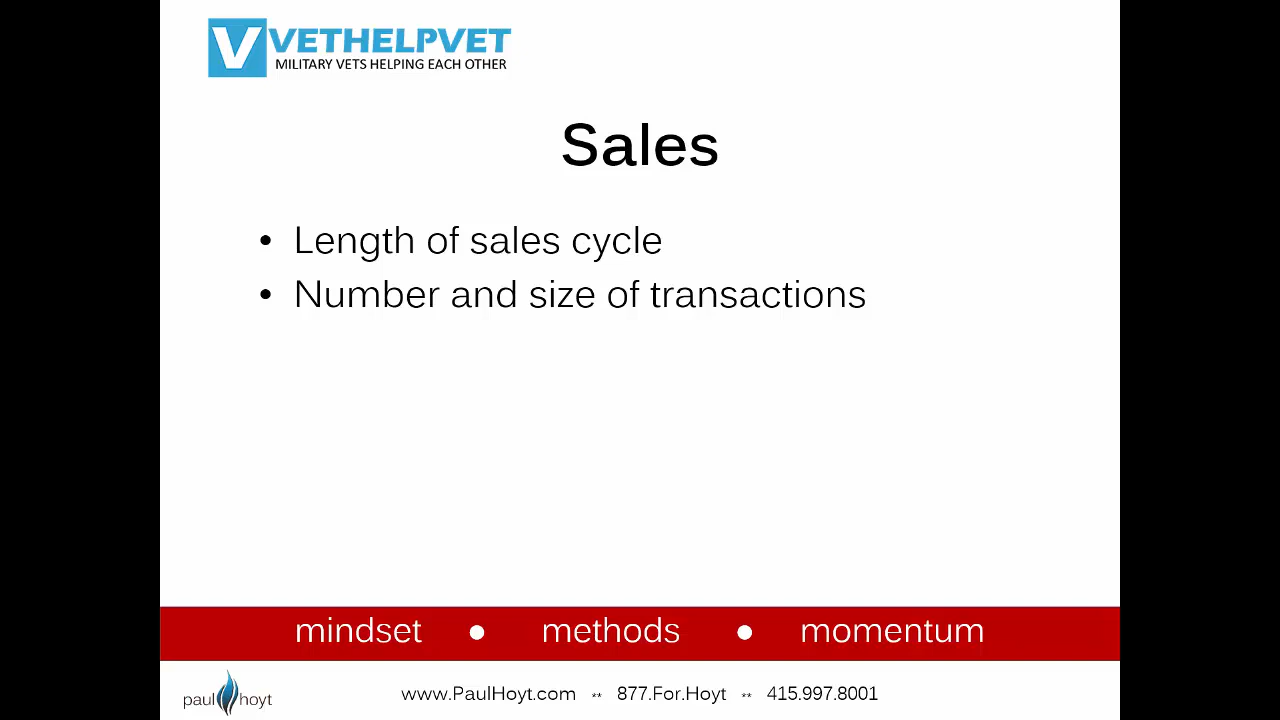 V VETHELPVET
MILITARY VETS HELPING EACH OTHER
Sales
• Length of sales cycle
• Number and size of transactions
mindset • methods • momentum
paul hoyt
www.PaulHoyt.com ** 877.For.Hoyt ** 415.997.8001